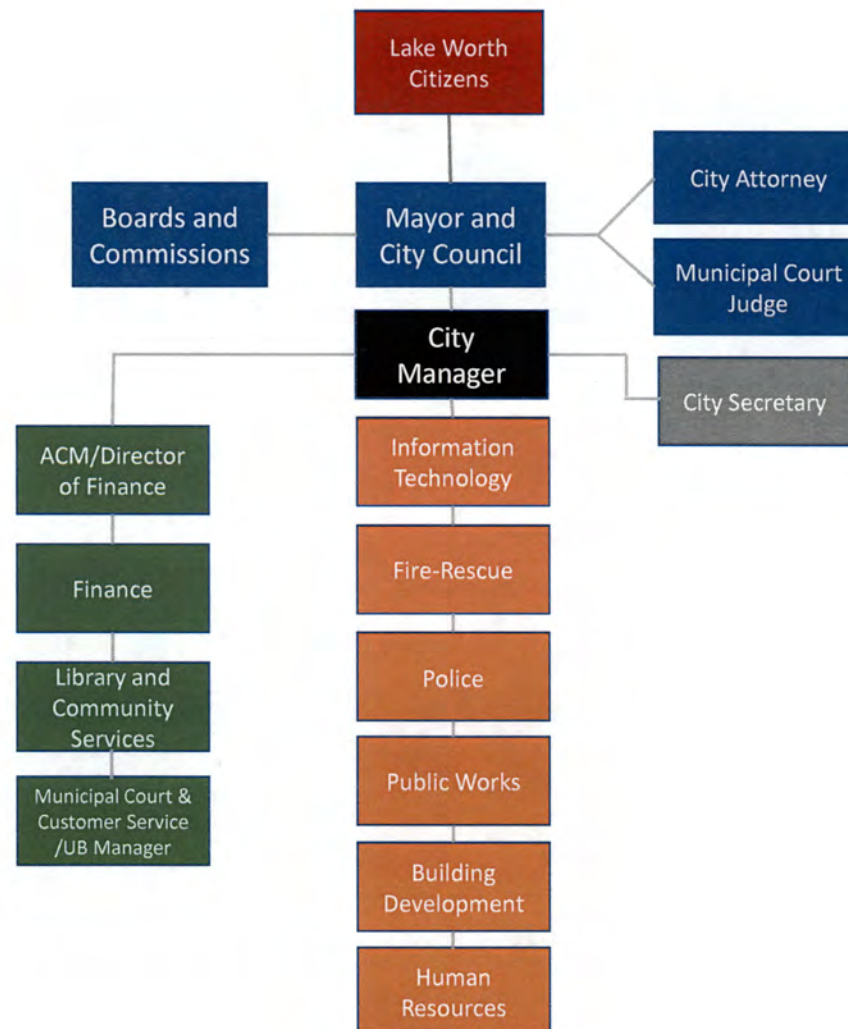 Lake Worth
Citizens
Boards and
Commissions
Mayor and
City Council
City Attorney
Municipal Court
Judge
City
Manager
City Secretary
ACM/Director
of Finance
Finance
Library and
Community
Services
Municipal Court &
Customer Service
/UB Manager
Information
Technology
Fire-Rescue
Police
Public Works
Building
Development
Human
Resources